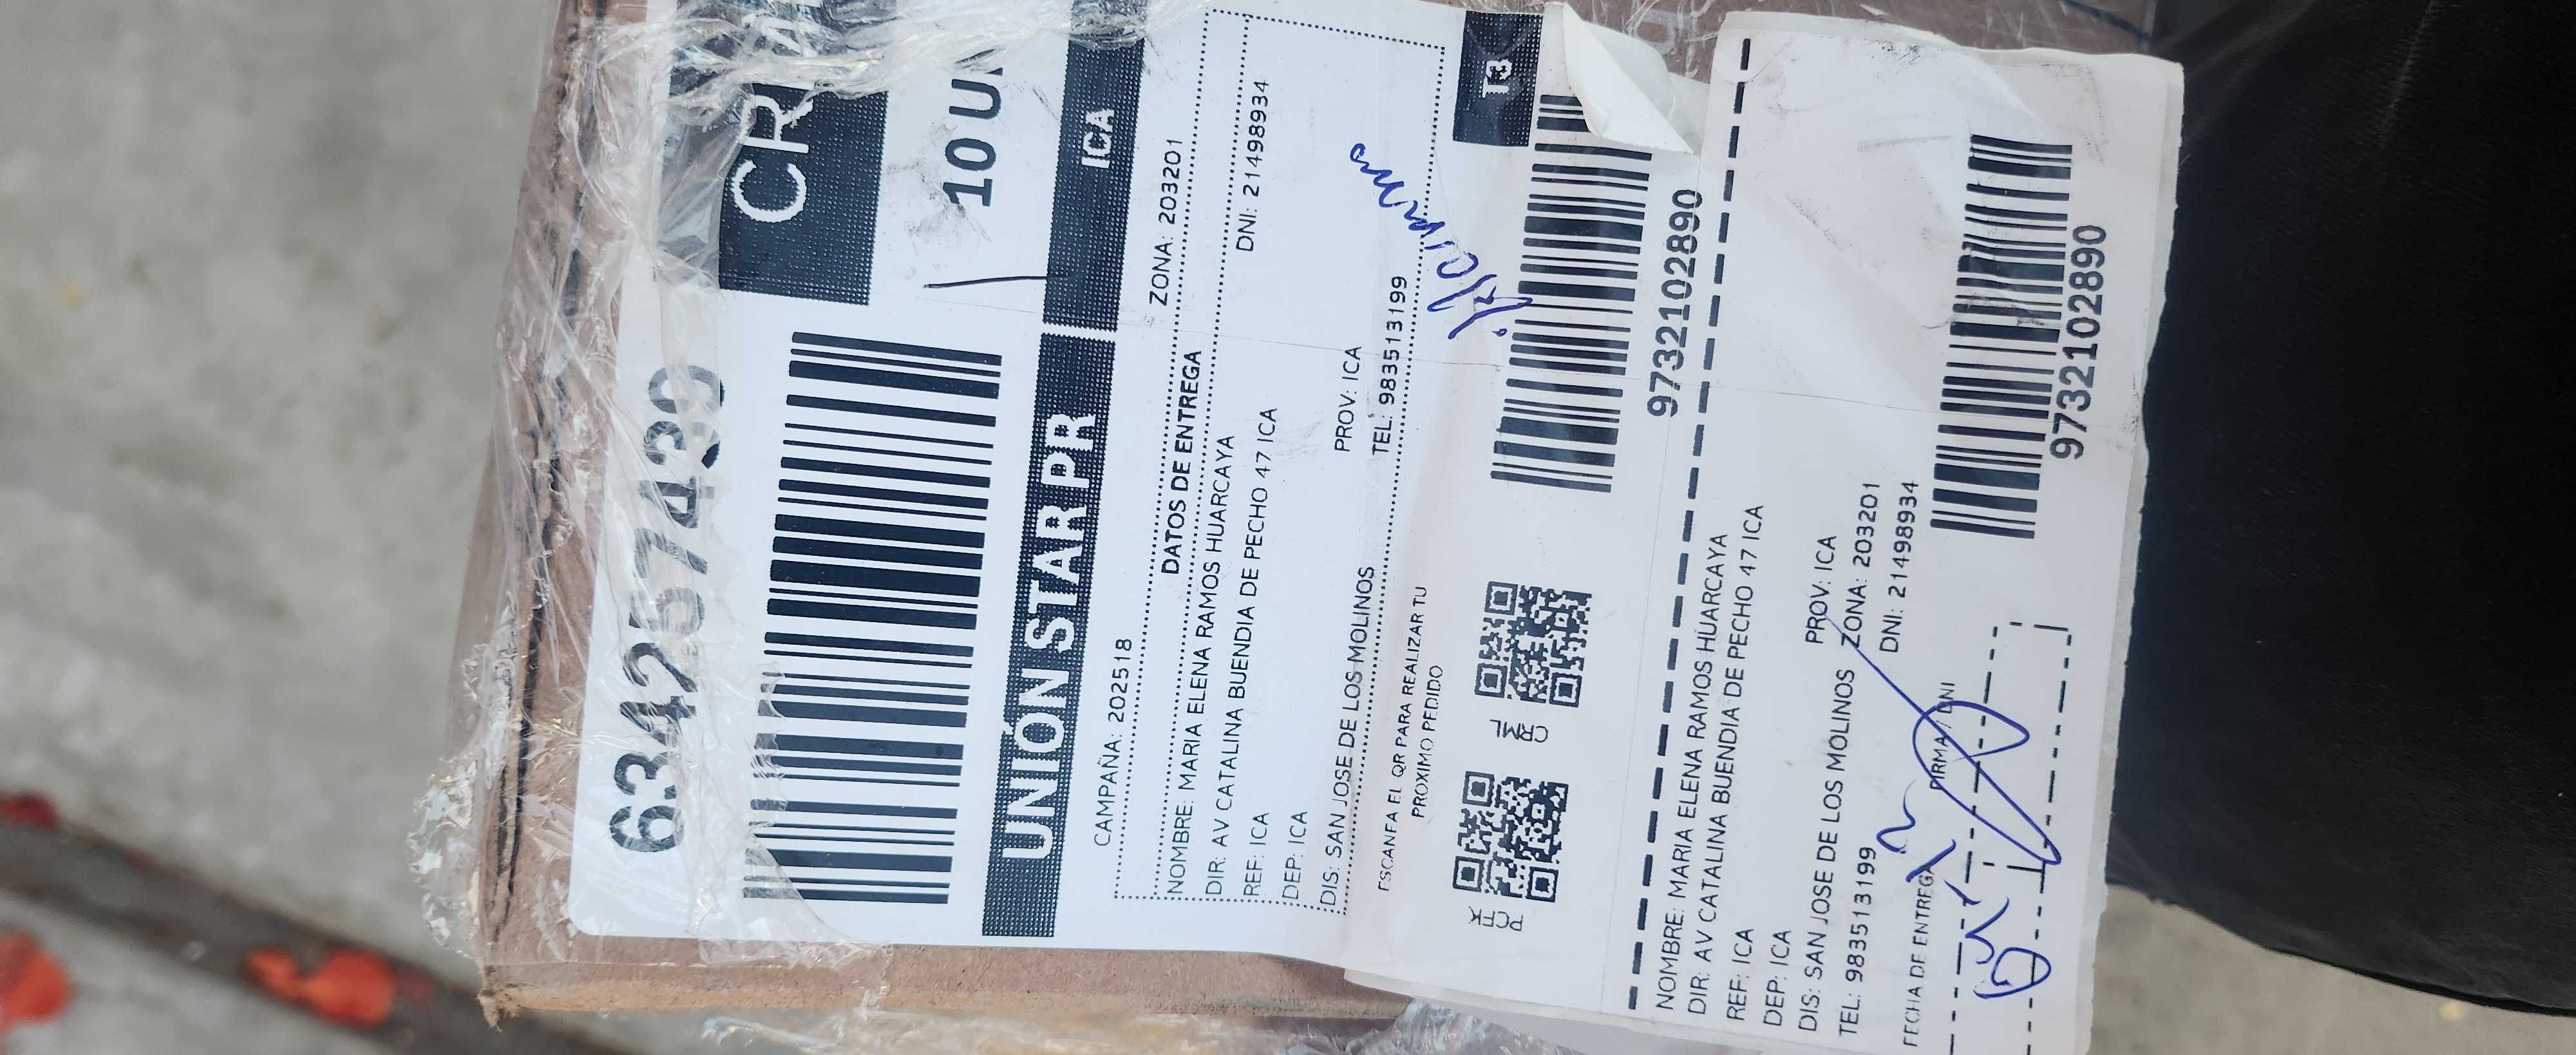 634257439
CR
10 U
UNIÓN STAR PR
ICA
CAMPAÑA: 202518
ZONA: 203201
DATOS DE ENTREGA
NOMBRE: MARIA ELENA RAMOS HUARCAYA
DIR: AV CATALINA BUENDIA DE PECHO 47 ICA
REF: ICA
DNI: 21498934
DEP: ICA
PROV: ICA
DIS: SAN JOSE DE LOS MOLINOS
TEL: 983513199
ESCANEA EL QR PARA REALIZAR TU
PROXIMO PEDIDO
T3
9732102890
NOMBRE: MARIA ELENA RAMOS HUARCAYA
DIR: AV CATALINA BUENDIA DE PECHO 47 ICA
REF: ICA
DEP: ICA
PROV: ICA
DIS: SAN JOSE DE LOS MOLINOS
ZONA: 203201
TEL: 983513199
DNI: 21498934
FECHA DE ENTREGA
FIRMA / DNI
9732102890